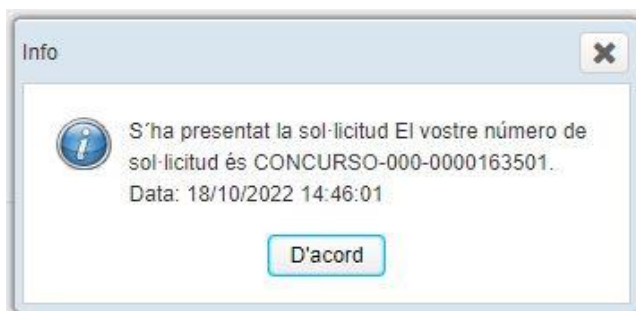 Info
S´ha presentat la sol·licitud El vostre número de
sol·licitud és CONCURSO-000-0000163501.
Data: 18/10/2022 14:46:01
D'acord